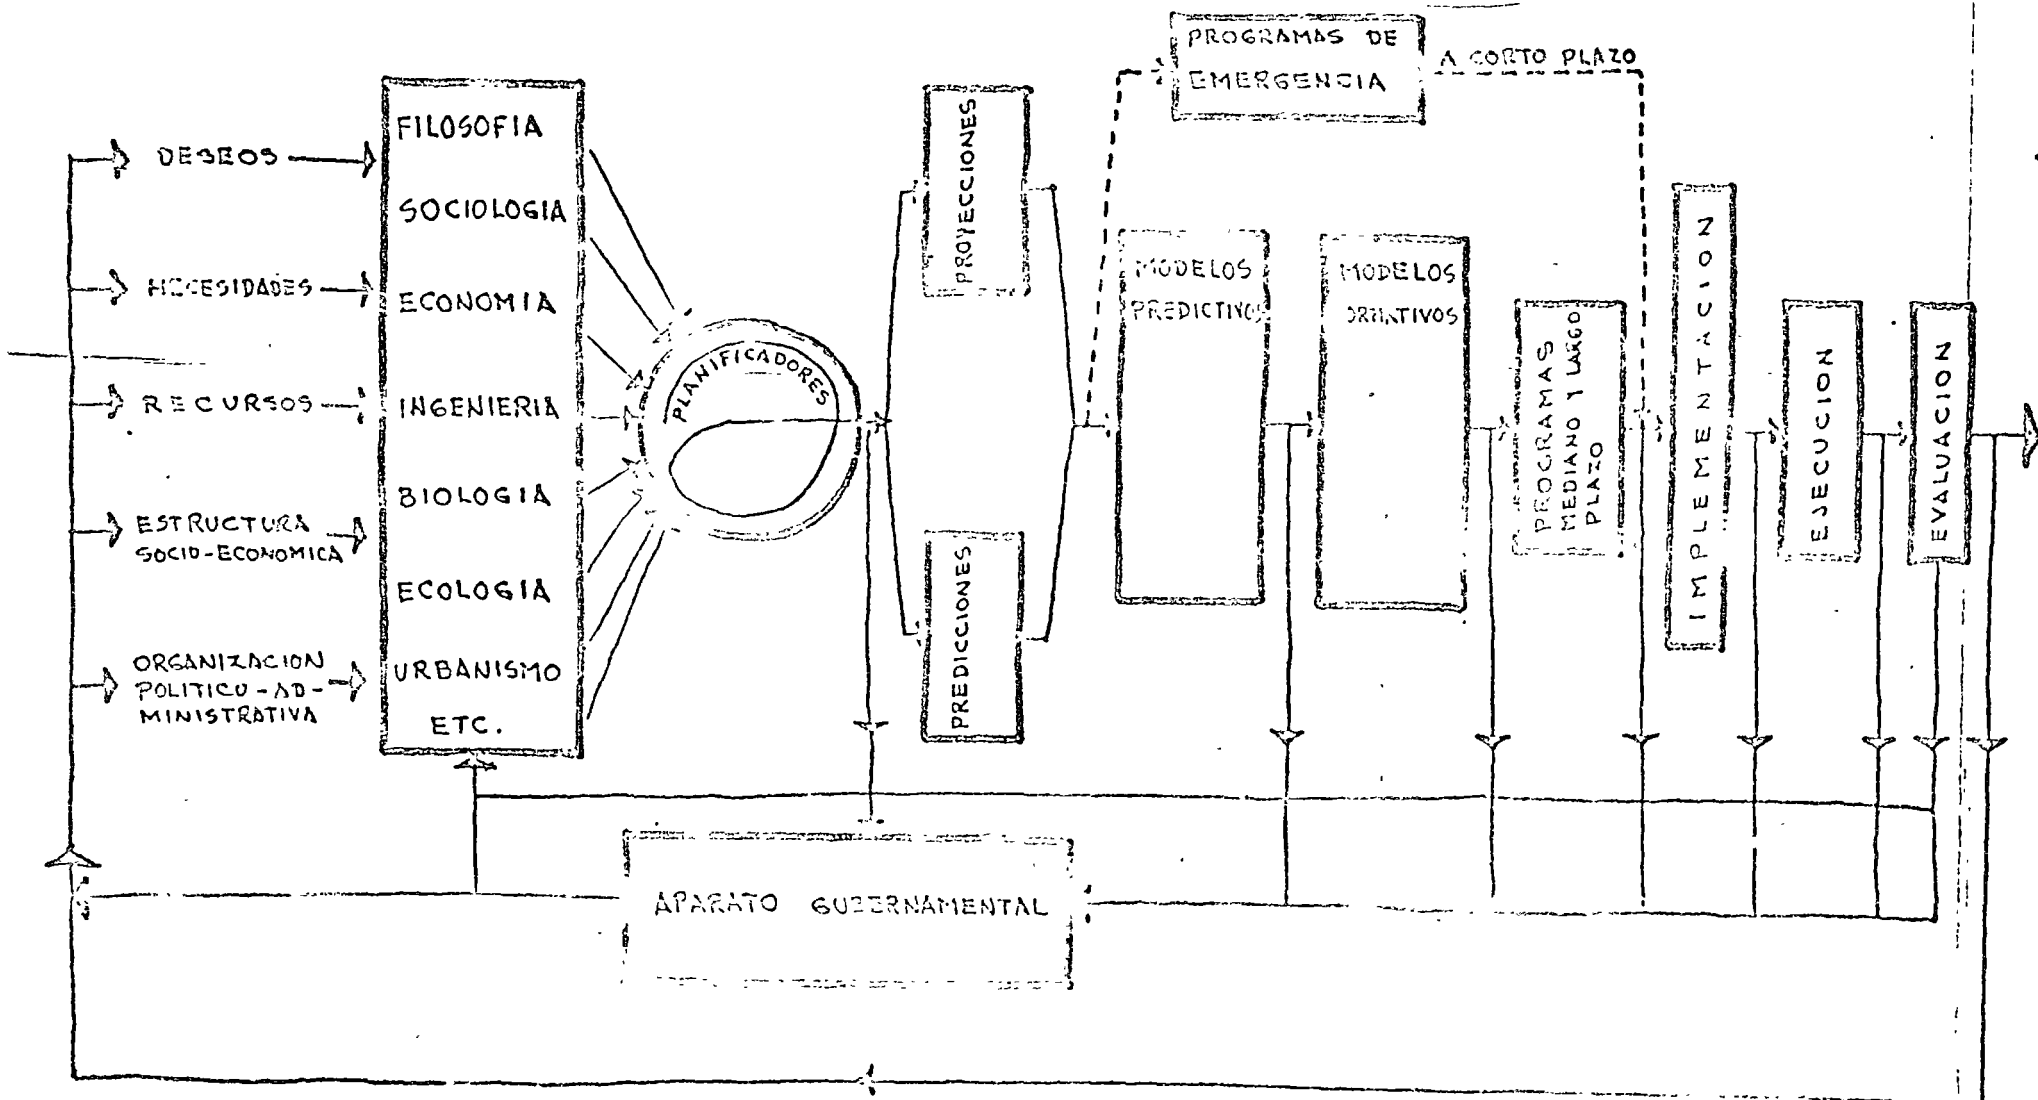 PROGRAMAS DE
EMERGENCIA
A CORTO PLAZO
DESEOS
NECESIDADES
RECURSOS
ESTRUCTURA
SOCIO-ECONOMICA
ORGANIZACION
POLITICO-AD-
MINISTRATIVA
FILOSOFIA
SOCIOLOGIA
ECONOMIA
INGENIERIA
BIOLOGIA
ECOLOGIA
URBANISMO
ETC.
PLANIFICADORES
PROYECCIONES
PREDICCIONES
MODELOS
PREDICTIVOS
MODELOS
PROGRAMAS
MEDIANO Y LARGO
PLAZO
IMPLEMENTACION
EJECUCION
EVALUACION
APARATO GUBERNAMENTAL